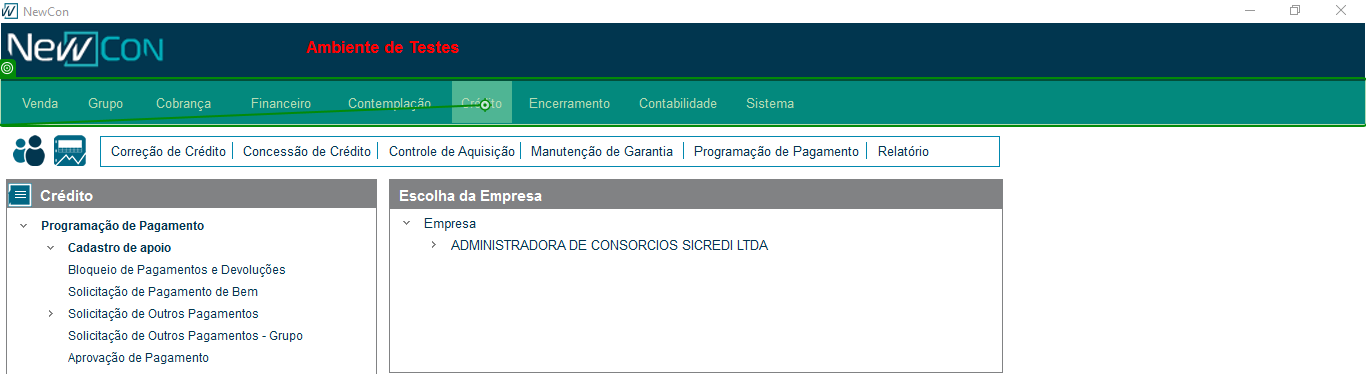 NewCon
NewCon
Ambiente de Testes
Venda Grupo Cobrança Financeiro Contemplação Crédito Encerramento Contabilidade Sistema
Correção de Crédito Concessão de Crédito Controle de Aquisição Manutenção de Garantia Programação de Pagamento Relatório
Crédito
Programação de Pagamento
Cadastro de apoio
Bloqueio de Pagamentos e Devoluções
Solicitação de Pagamento de Bem
Solicitação de Outros Pagamentos
Solicitação de Outros Pagamentos - Grupo
Aprovação de Pagamento
Escolha da Empresa
Empresa
ADMINISTRADORA DE CONSORCIOS SICREDI LTDA